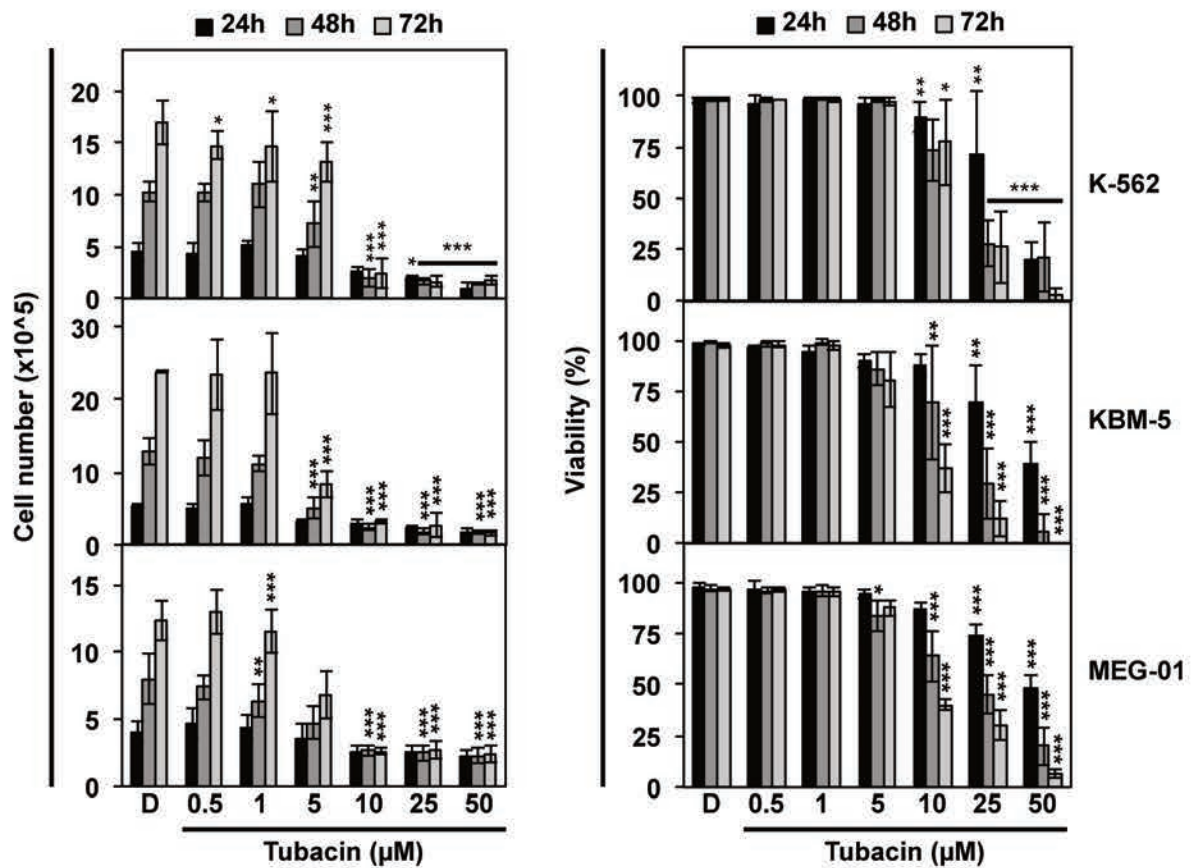 24h 48h 72h
Cell number (x10^5)
20
15
10
5
0
* * ** *** *** *** * ***
30
20
10
0
*** *** *** *** *** *** *** ***
15
10
5
0
** *** *** *** *** *** *** ***
D 0.5 1 5 10 25 50
Tubacin (µM)
24h 48h 72h
Viability (%)
100
75
50
25
0
** * ** ***
K-562
100
75
50
25
0
** *** ** *** *** *** *** ***
KBM-5
100
75
50
25
0
* *** *** *** *** *** *** *** ***
MEG-01
D 0.5 1 5 10 25 50
Tubacin (µM)